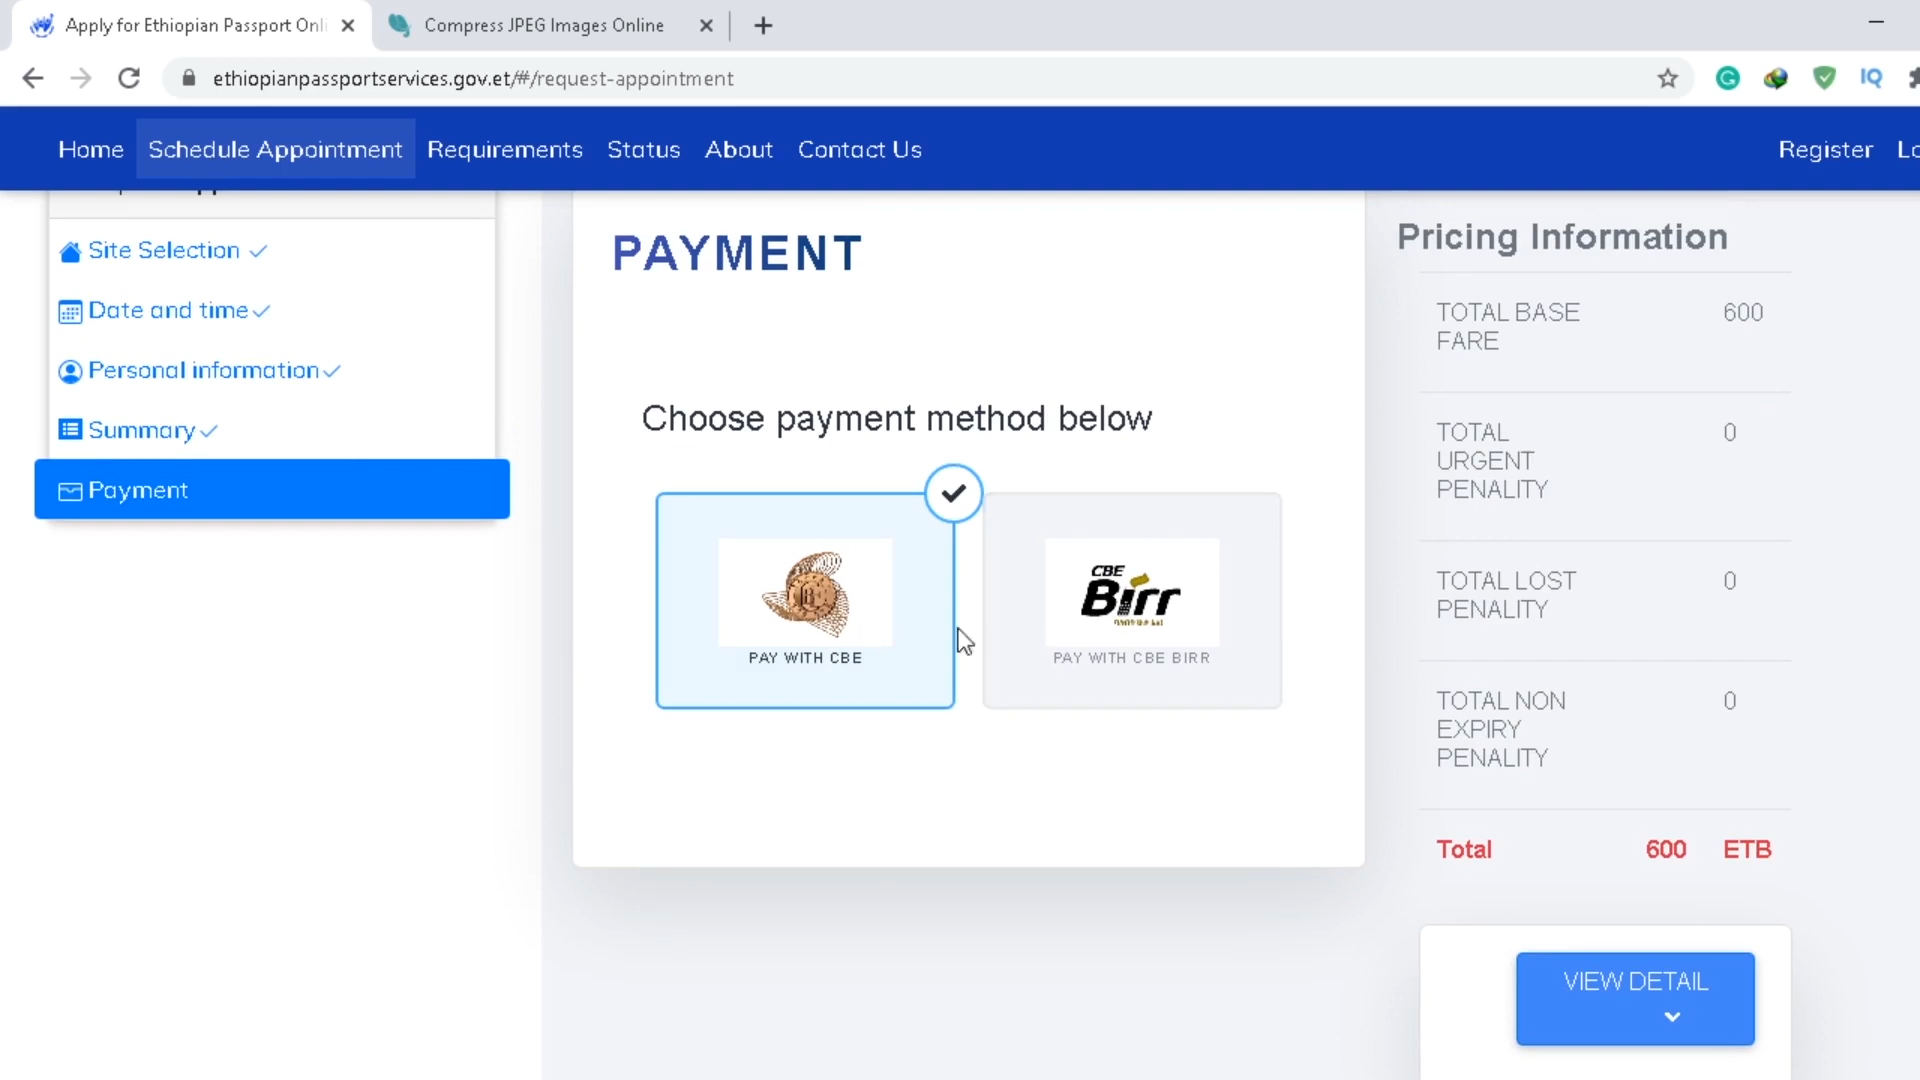 Apply for Ethiopian Passport Onli
Compress JPEG Images Online
ethiopianpassportservices.gov.et/#/request-appointment
IQ
Home
Schedule Appointment
Requirements
Status
About
Contact Us
Register
Site Selection
Date and time
Personal information
Summary
Payment
PAYMENT
Choose payment method below
PAY WITH CBE
CBE
Birr
PAY WITH CBE BIRR
Pricing Information
TOTAL BASE
FARE
600
TOTAL
URGENT
PENALITY
0
TOTAL LOST
PENALITY
0
TOTAL NON
EXPIRY
PENALITY
0
Total 600 ETB
VIEW DETAIL